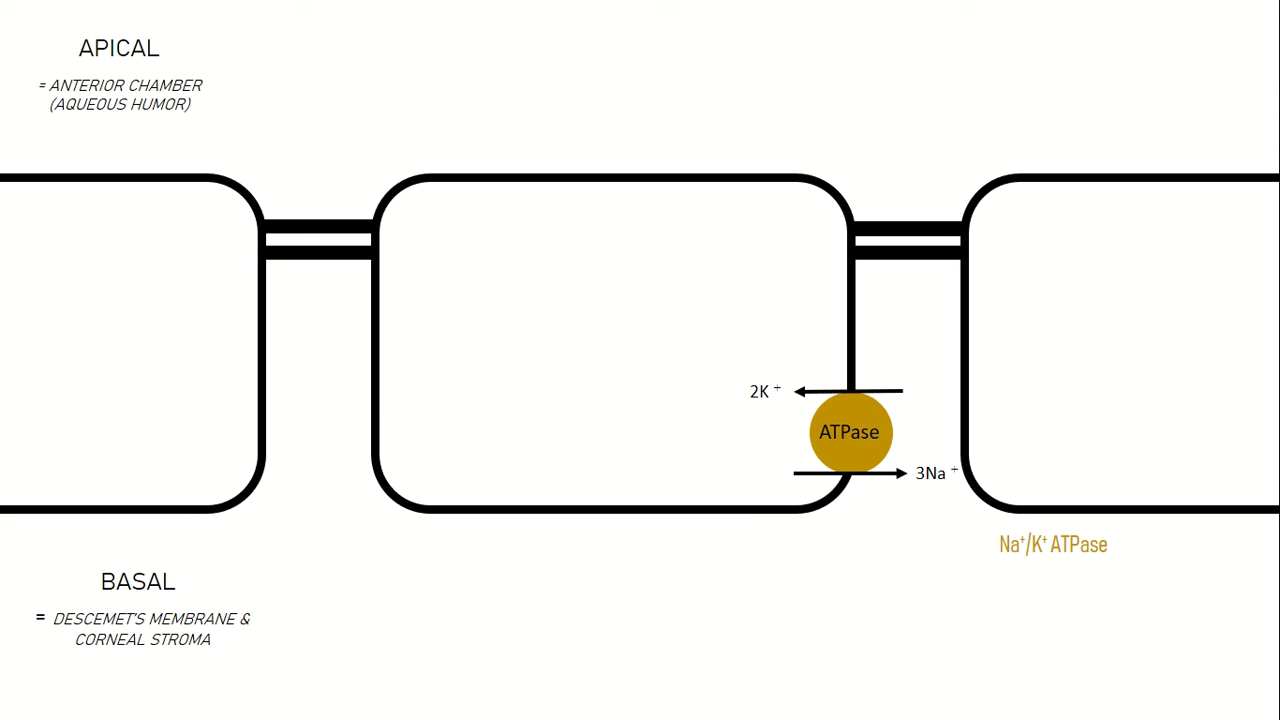 APICAL
= ANTERIOR CHAMBER
(AQUEOUS HUMOR)
2K +
ATPase
3Na +
Na⁺/K⁺ ATPase
BASAL
= DESCEMET'S MEMBRANE &
CORNEAL STROMA